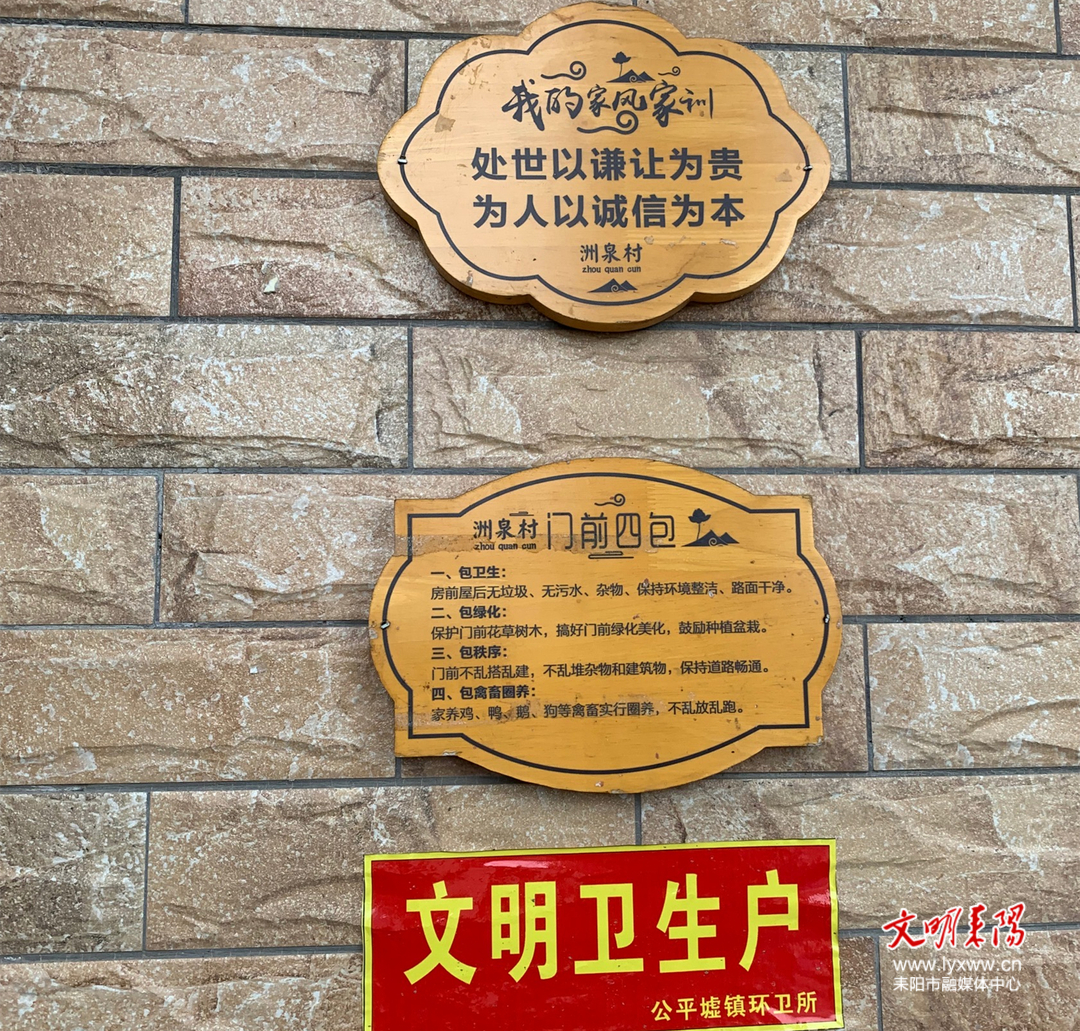 我的家风家训
处世以谦让为贵
为人以诚信为本
洲泉村
zhou quan cun
洲泉村 门前四包
zhou quan cun
一、包卫生：
房前屋后无垃圾、无污水、杂物、保持环境整洁、路面干净。
二、包绿化：
保护门前花草树木，搞好门前绿化美化，鼓励种植盆栽。
三、包秩序：
门前不乱搭乱建，不乱堆杂物和建筑物，保持道路畅通。
四、包禽畜圈养：
家养鸡、鸭、鹅、狗等禽畜实行圈养，不乱放乱跑。
文明卫生户
公平墟镇环卫所
文明耒阳
www.lyxww.cn
耒阳市融媒体中心